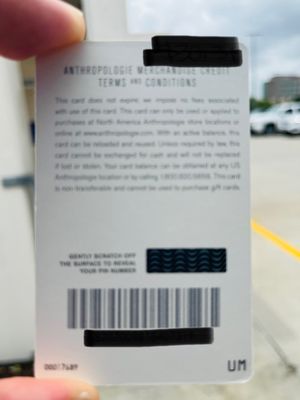 ANTHROPOLOGIE MERCHANDISE CREDIT
TERMS AND CONDITIONS
This card does not expire; we impose no fees associated
with use of this card. This card can only be used or applied to
purchases at North America Anthropologie store locations or
online at www.anthropologie.com. With an active balance, this
card can be reloaded and reused. Unless required by law, this
card cannot be exchanged for cash and will not be replaced
if lost or stolen. Your card balance can be obtained at any US
Anthropologie location or by calling 1.800.600.5959. This card
is non-transferable and cannot be used to purchase gift cards.
GENTLY SCRATCH OFF
THE SURFACE TO REVEAL
YOUR PIN NUMBER
UM